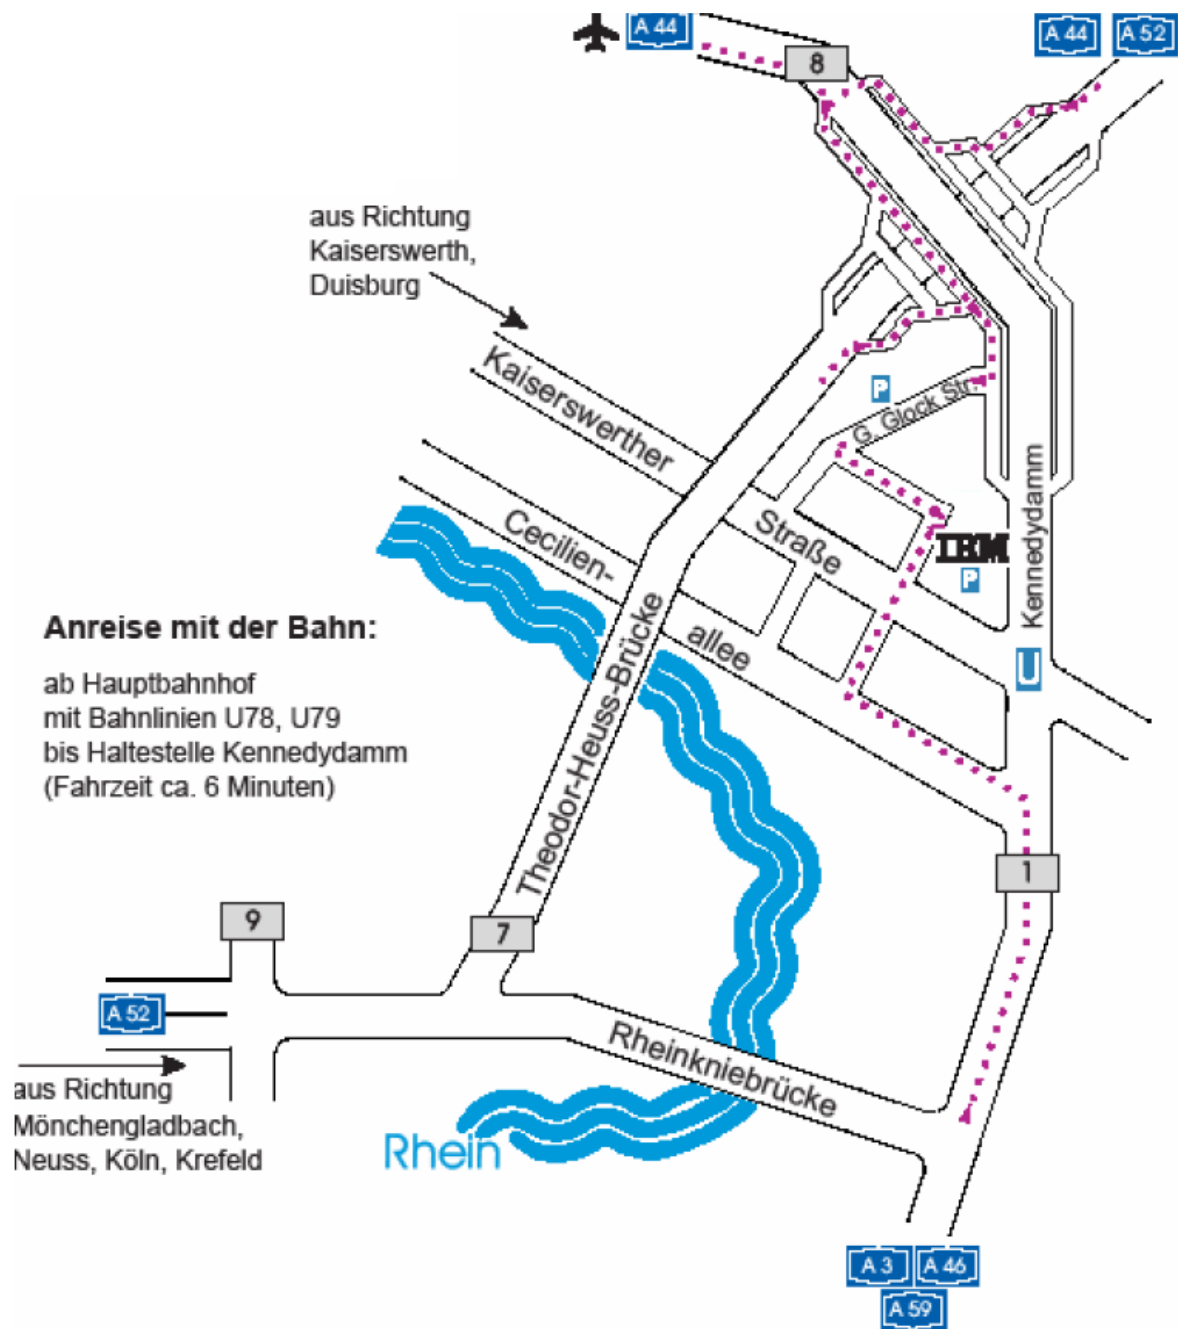 A 44
A 44
A 52
8
aus Richtung
Kaiserswerth,
Duisburg
Kaiserswerther
Straße
P
G. Glock Str.
Kennedydamm
IBM
P
Cecilien-
allee
U
Anreise mit der Bahn:
ab Hauptbahnhof
mit Bahnlinien U78, U79
bis Haltestelle Kennedydamm
(Fahrzeit ca. 6 Minuten)
Theodor-Heuss-Brücke
1
9
7
A 52
Rheinkniebrücke
aus Richtung
Mönchengladbach,
Neuss, Köln, Krefeld
Rhein
A 3
A 46
A 59